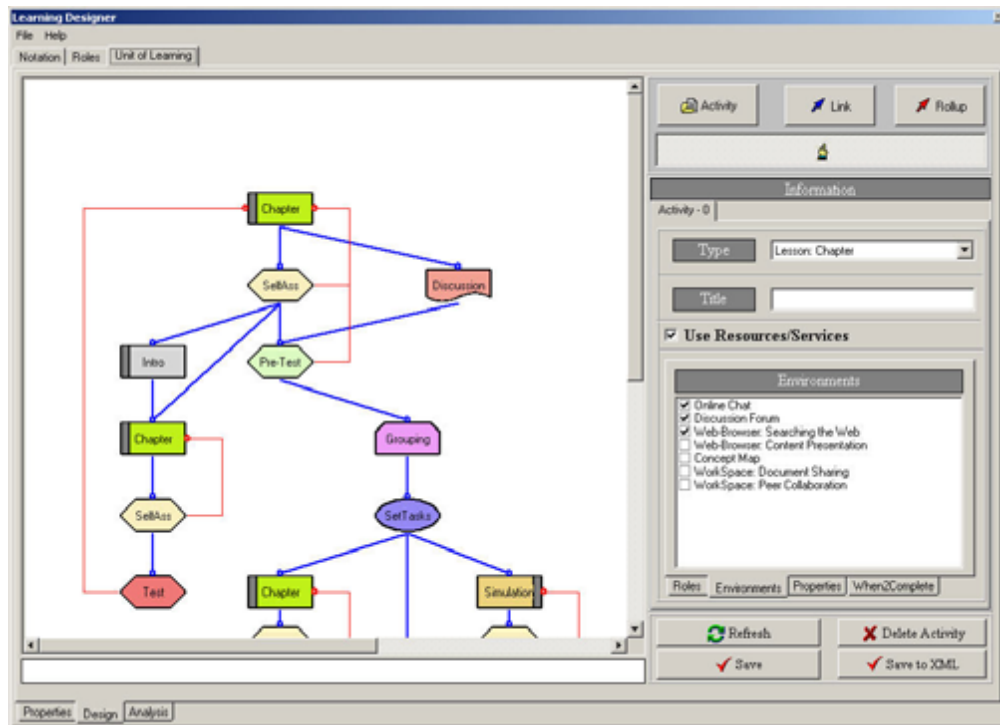 Learning Designer
File Help
Notation Roles Unit of Learning
Activity Link Rollup
Information
Activity - 0
Type Lesson: Chapter
Title
Use Resources/Services
Environments
Online Chat
Discussion Forum
Web-Browser: Searching the Web
Web-Browser: Content Presentation
Concept Map
WorkSpace: Document Sharing
WorkSpace: Peer Collaboration
Roles Environments Properties When2Complete
Refresh Delete Activity
Save Save to XML
Chapter
SelfAss Discussion
Intro Pre-Test
Chapter Grouping
SelfAss SetTasks
Test Chapter Simulation
Properties Design Analysis